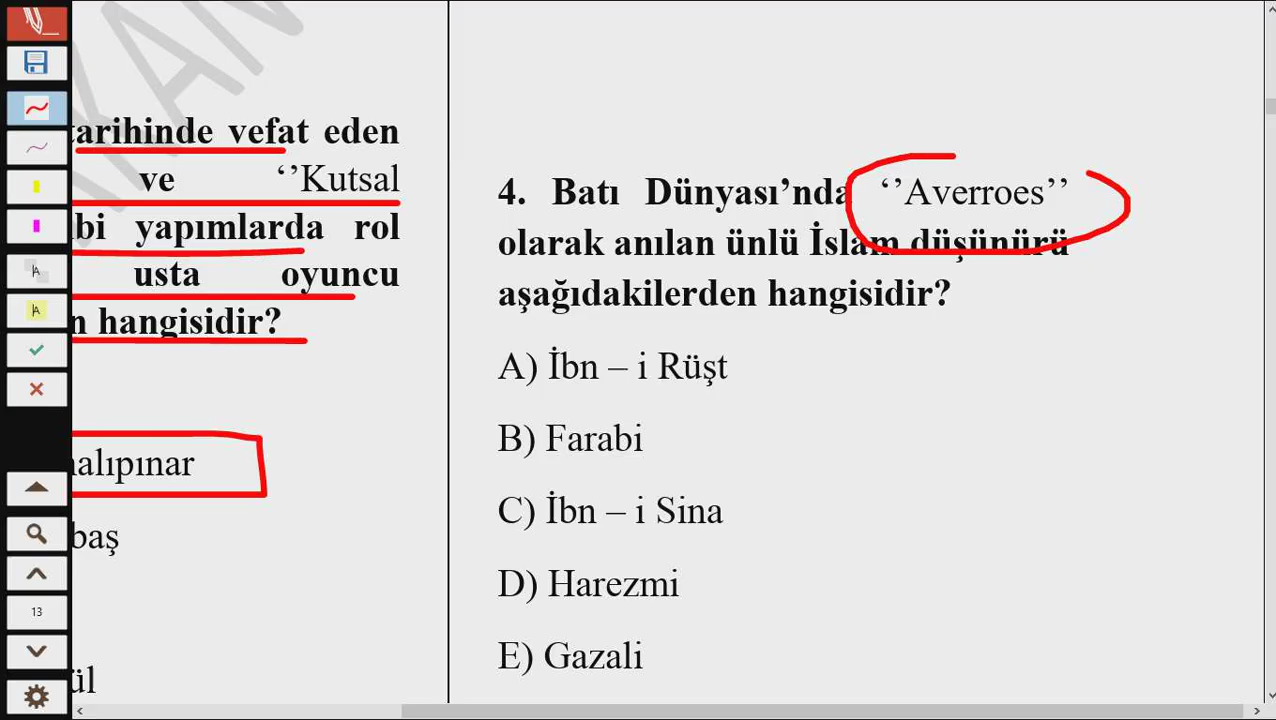 tarihinde vefat eden
ve ‘’Kutsal
bi yapımlarda rol
usta oyuncu
n hangisidir?
nalıpınar
baş
ül
4. Batı Dünyası’nda ‘’Averroes’’
olarak anılan ünlü İslam düşünürü
aşağıdakilerden hangisidir?
A) İbn – i Rüşt
B) Farabi
C) İbn – i Sina
D) Harezmi
E) Gazali
13